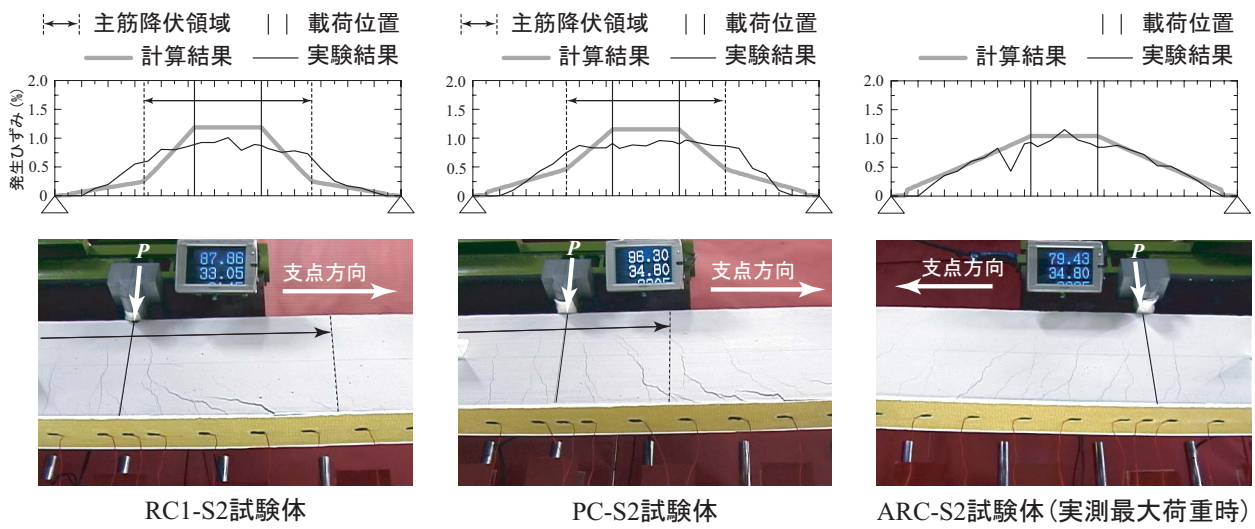 主筋降伏領域 載荷位置
計算結果 実験結果
主筋降伏領域 載荷位置
計算結果 実験結果
載荷位置
計算結果 実験結果
発生ひずみ(%)
2.0
1.5
1.0
0.5
0
2.0
1.5
1.0
0.5
0
2.0
1.5
1.0
0.5
0
P
87.86
33.05
支点方向
P
96.30
34.80
支点方向
支点方向
79.43
34.80
P
RC1-S2試験体
PC-S2試験体
ARC-S2試験体(実測最大荷重時)